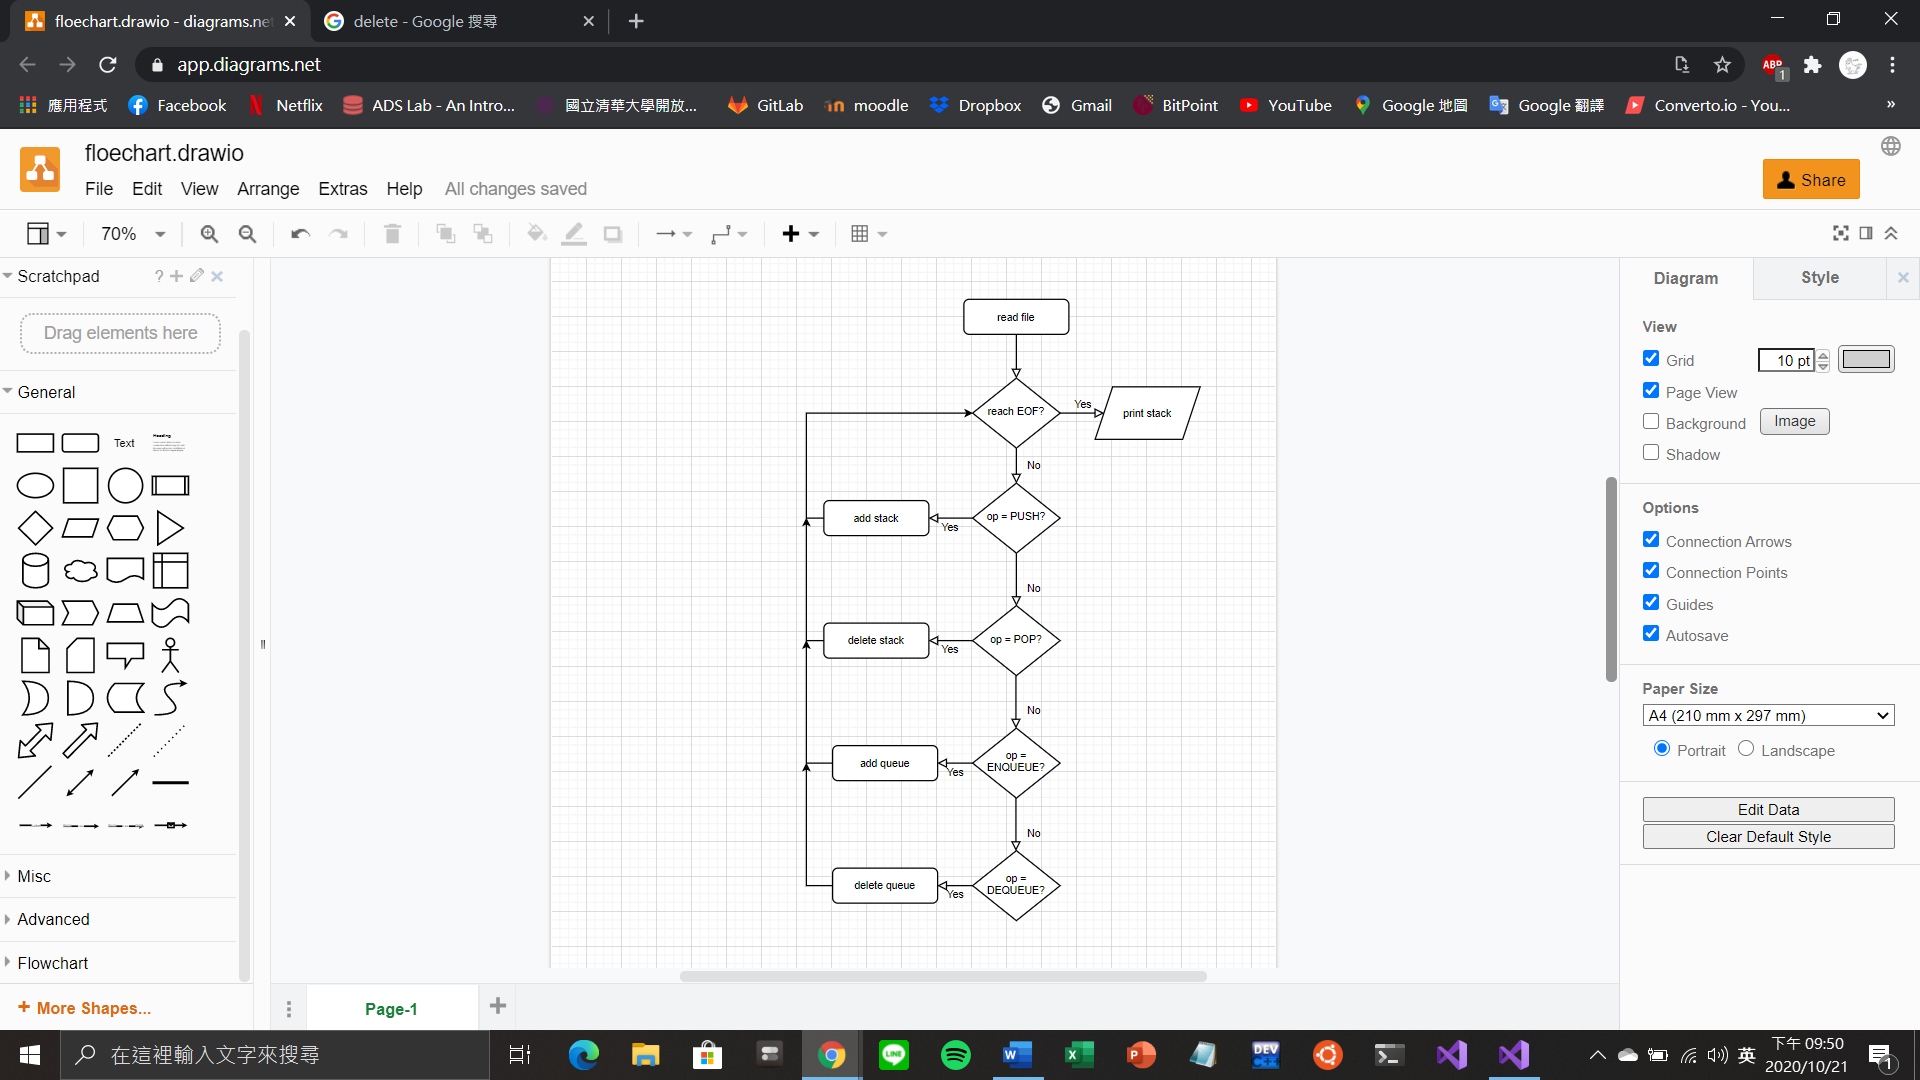 floechart.drawio - diagrams.net
delete - Google 搜尋
app.diagrams.net
ABP
1
應用程式
Facebook
Netflix
ADS Lab - An Intro...
國立清華大學開放...
GitLab
moodle
Dropbox
Gmail
BitPoint
YouTube
Google 地圖
Google 翻譯
Converto.io - You...
»
floechart.drawio
File Edit View Arrange Extras Help All changes saved
Share
70%
Scratchpad
?
Drag elements here
General
Text
Heading
Misc
Advanced
Flowchart
+ More Shapes...
read file
reach EOF?
Yes
print stack
No
op = PUSH?
Yes
add stack
No
op = POP?
Yes
delete stack
No
op =
ENQUEUE?
Yes
add queue
No
op =
DEQUEUE?
Yes
delete queue
Page-1
Diagram
Style
View
Grid
10 pt
Page View
Background
Image
Shadow
Options
Connection Arrows
Connection Points
Guides
Autosave
Paper Size
A4 (210 mm x 297 mm)
Portrait
Landscape
Edit Data
Clear Default Style
在這裡輸入文字來搜尋
LINE
W
X
P
DEV
C++
英
下午 09:50
2020/10/21
1